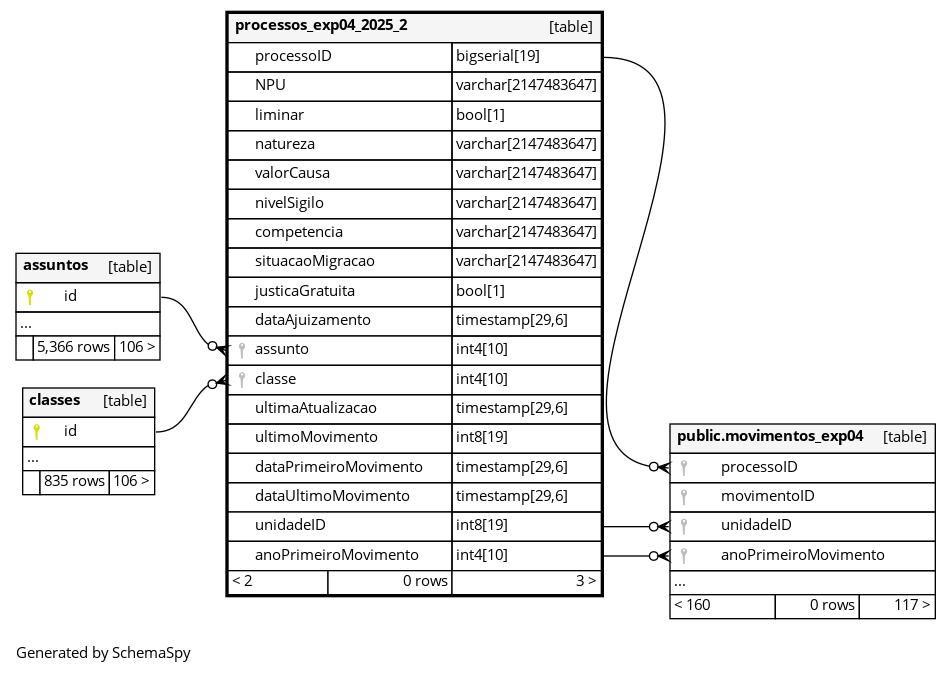 processos_exp04_2025_2 [table]
processoID bigserial[19]
NPU varchar[2147483647]
liminar bool[1]
natureza varchar[2147483647]
valorCausa varchar[2147483647]
nivelSigilo varchar[2147483647]
competencia varchar[2147483647]
situacaoMigracao varchar[2147483647]
justicaGratuita bool[1]
dataAjuizamento timestamp[29,6]
assunto int4[10]
classe int4[10]
ultimaAtualizacao timestamp[29,6]
ultimoMovimento int8[19]
dataPrimeiroMovimento timestamp[29,6]
dataUltimoMovimento timestamp[29,6]
unidadeID int8[19]
anoPrimeiroMovimento int4[10]
< 2 0 rows 3 >
assuntos [table]
id
...
5,366 rows 106 >
classes [table]
id
...
835 rows 106 >
public.movimentos_exp04 [table]
processoID
movimentoID
unidadeID
anoPrimeiroMovimento
...
< 160 0 rows 117 >
Generated by SchemaSpy